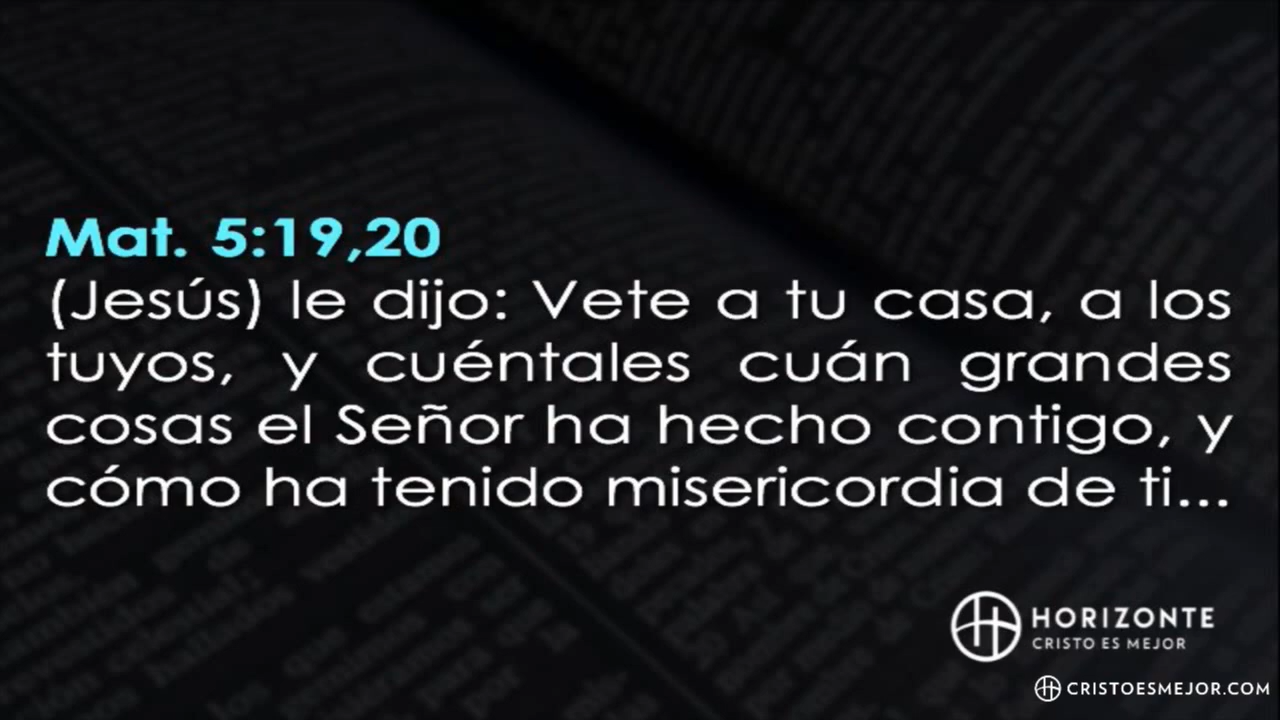 Mat. 5:19,20
(Jesús) le dijo: Vete a tu casa, a los
tuyos, y cuéntales cuán grandes
cosas el Señor ha hecho contigo, y
cómo ha tenido misericordia de ti...
HORIZONTE
CRISTO ES MEJOR
CRISTOESMEJOR.COM